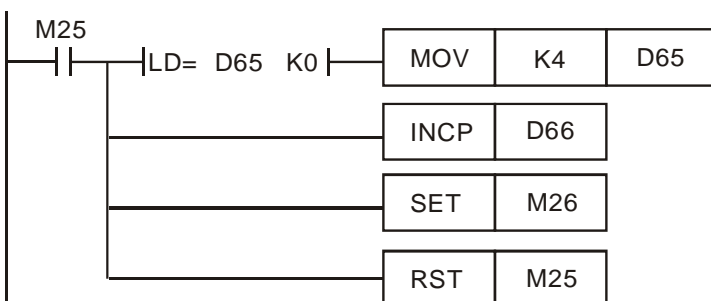 M25
LD= D65 K0 MOV K4 D65
INCP D66
SET M26
RST M25